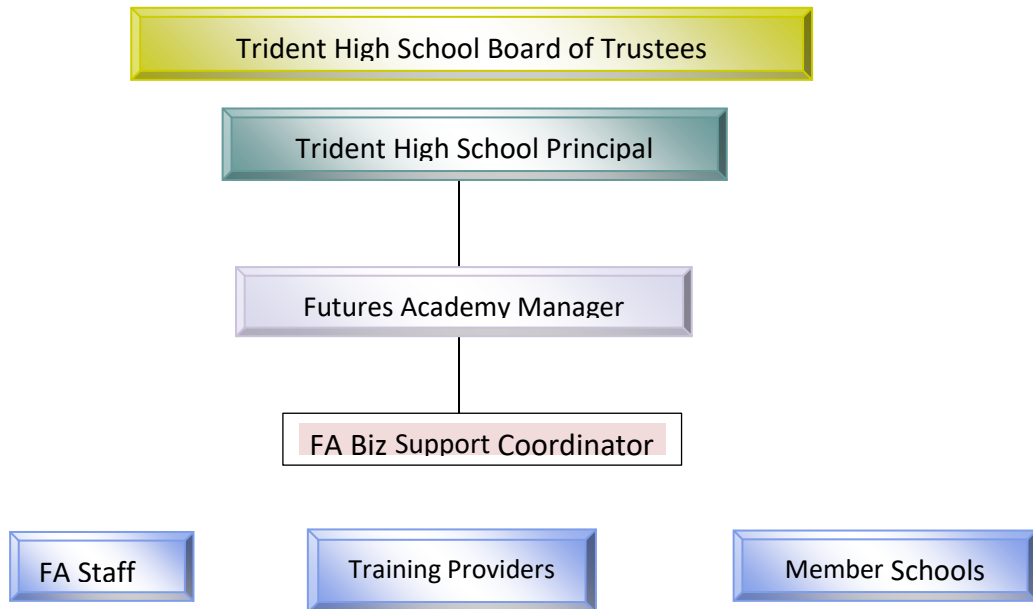 Trident High School Board of Trustees
Trident High School Principal
Futures Academy Manager
FA Biz Support Coordinator
FA Staff
Training Providers
Member Schools